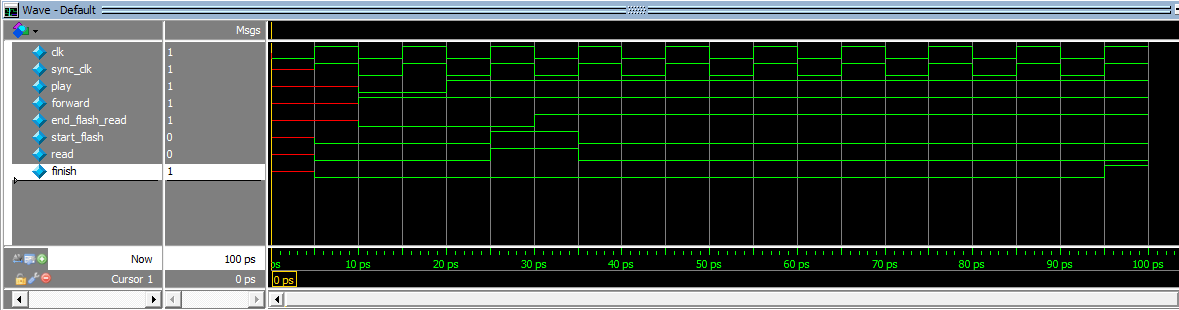 Wave - Default
Msgs
clk 1
sync_clk 1
play 1
forward 1
end_flash_read 1
start_flash 0
read 0
finish 1
Now 100 ps
Cursor 1 0 ps
ps 10 ps 20 ps 30 ps 40 ps 50 ps 60 ps 70 ps 80 ps 90 ps 100 ps
0 ps